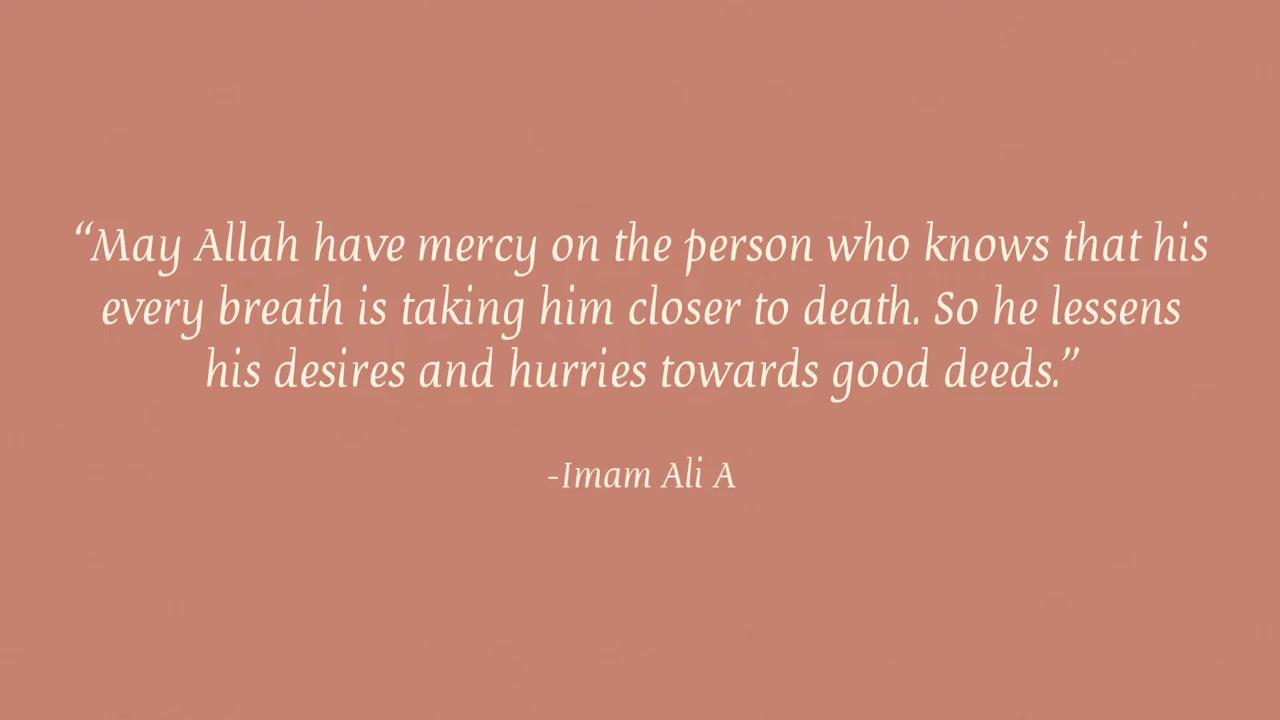 “May Allah have mercy on the person who knows that his
every breath is taking him closer to death. So he lessens
his desires and hurries towards good deeds.”
-Imam Ali A